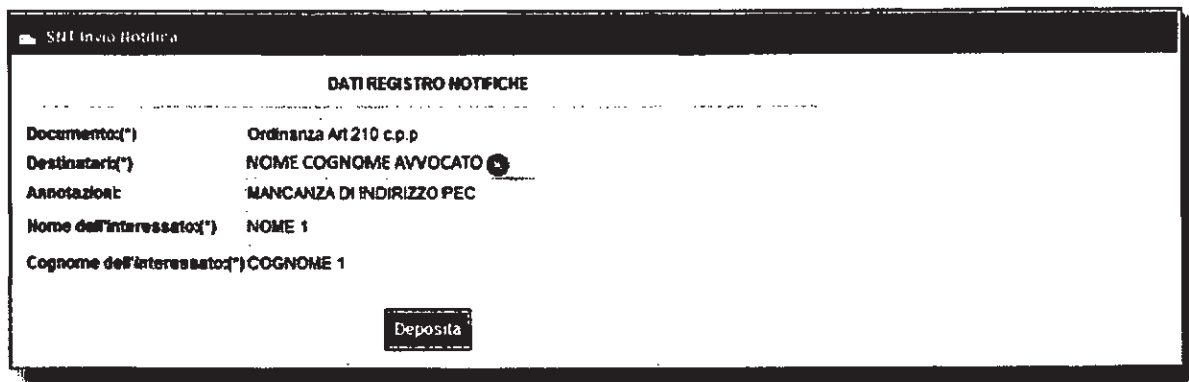 SNT Invio Notifica
DATI REGISTRO NOTIFICHE
Documento:(*) Ordinanza Art 210 c.p.p
Destinatari:(*) NOME COGNOME AVVOCATO
Annotazioni: MANCANZA DI INDIRIZZO PEC
Nome dell'interessato:(*) NOME 1
Cognome dell'interessato:(*) COGNOME 1
Deposita